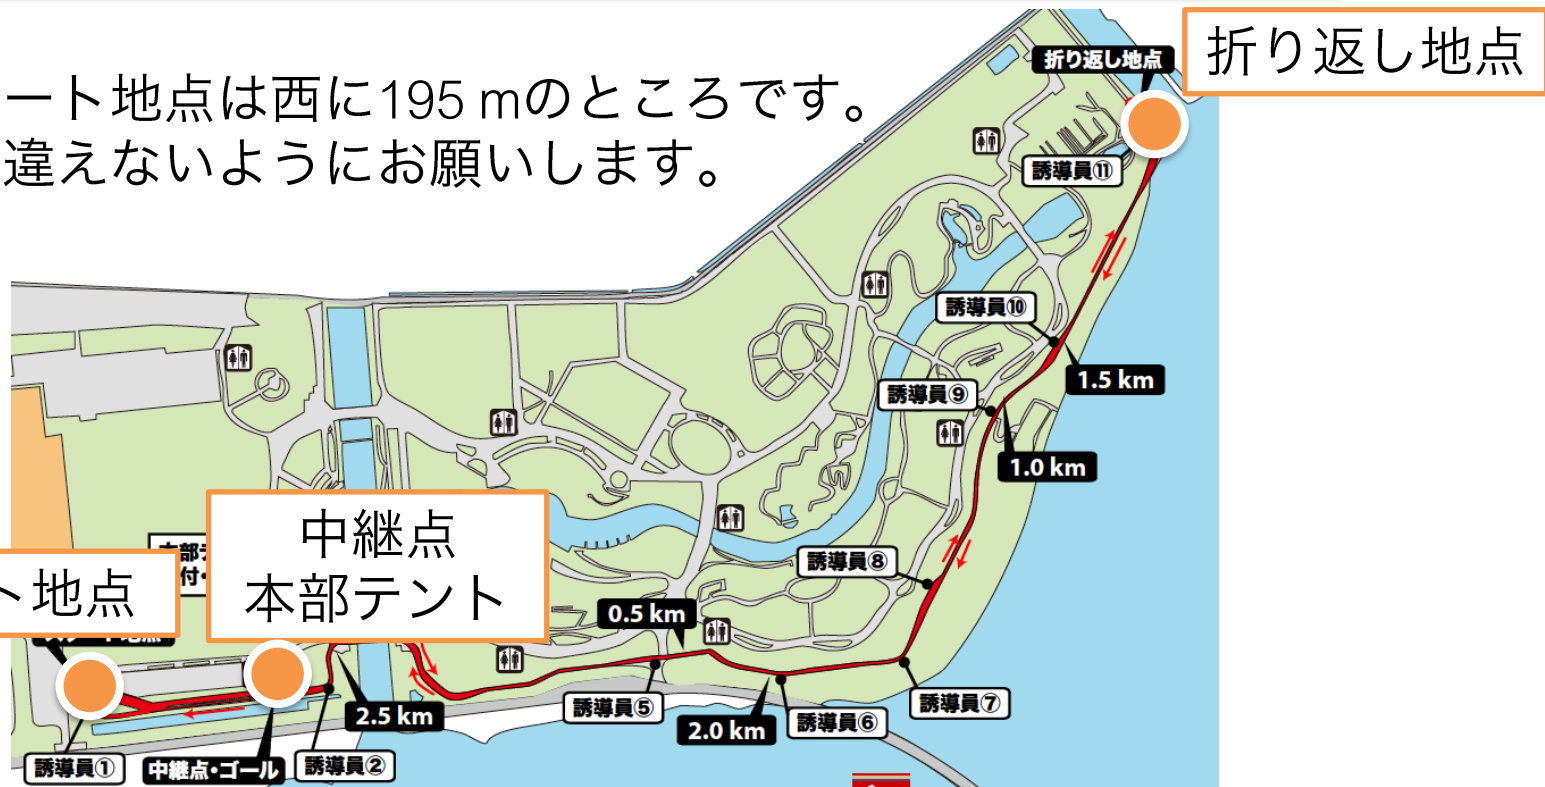 ート地点は西に195 mのところです。
違えないようにお願いします。
折り返し地点
折り返し地点
誘導員⑪
誘導員⑩
1.5 km
誘導員⑨
1.0 km
中継点
本部テント
ト地点
誘導員⑧
0.5 km
誘導員⑤
2.0 km
誘導員⑥
誘導員⑦
2.5 km
誘導員①
中継点・ゴール
誘導員②